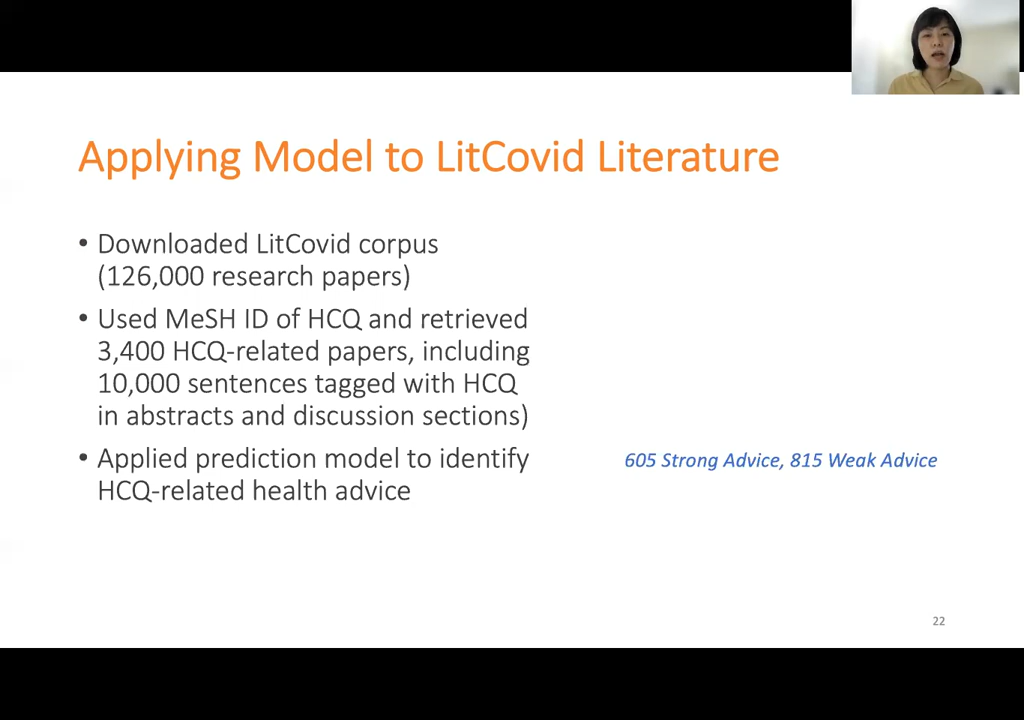 Applying Model to LitCovid Literature
• Downloaded LitCovid corpus
(126,000 research papers)
• Used MeSH ID of HCQ and retrieved
3,400 HCQ-related papers, including
10,000 sentences tagged with HCQ
in abstracts and discussion sections)
• Applied prediction model to identify
HCQ-related health advice
605 Strong Advice, 815 Weak Advice
22